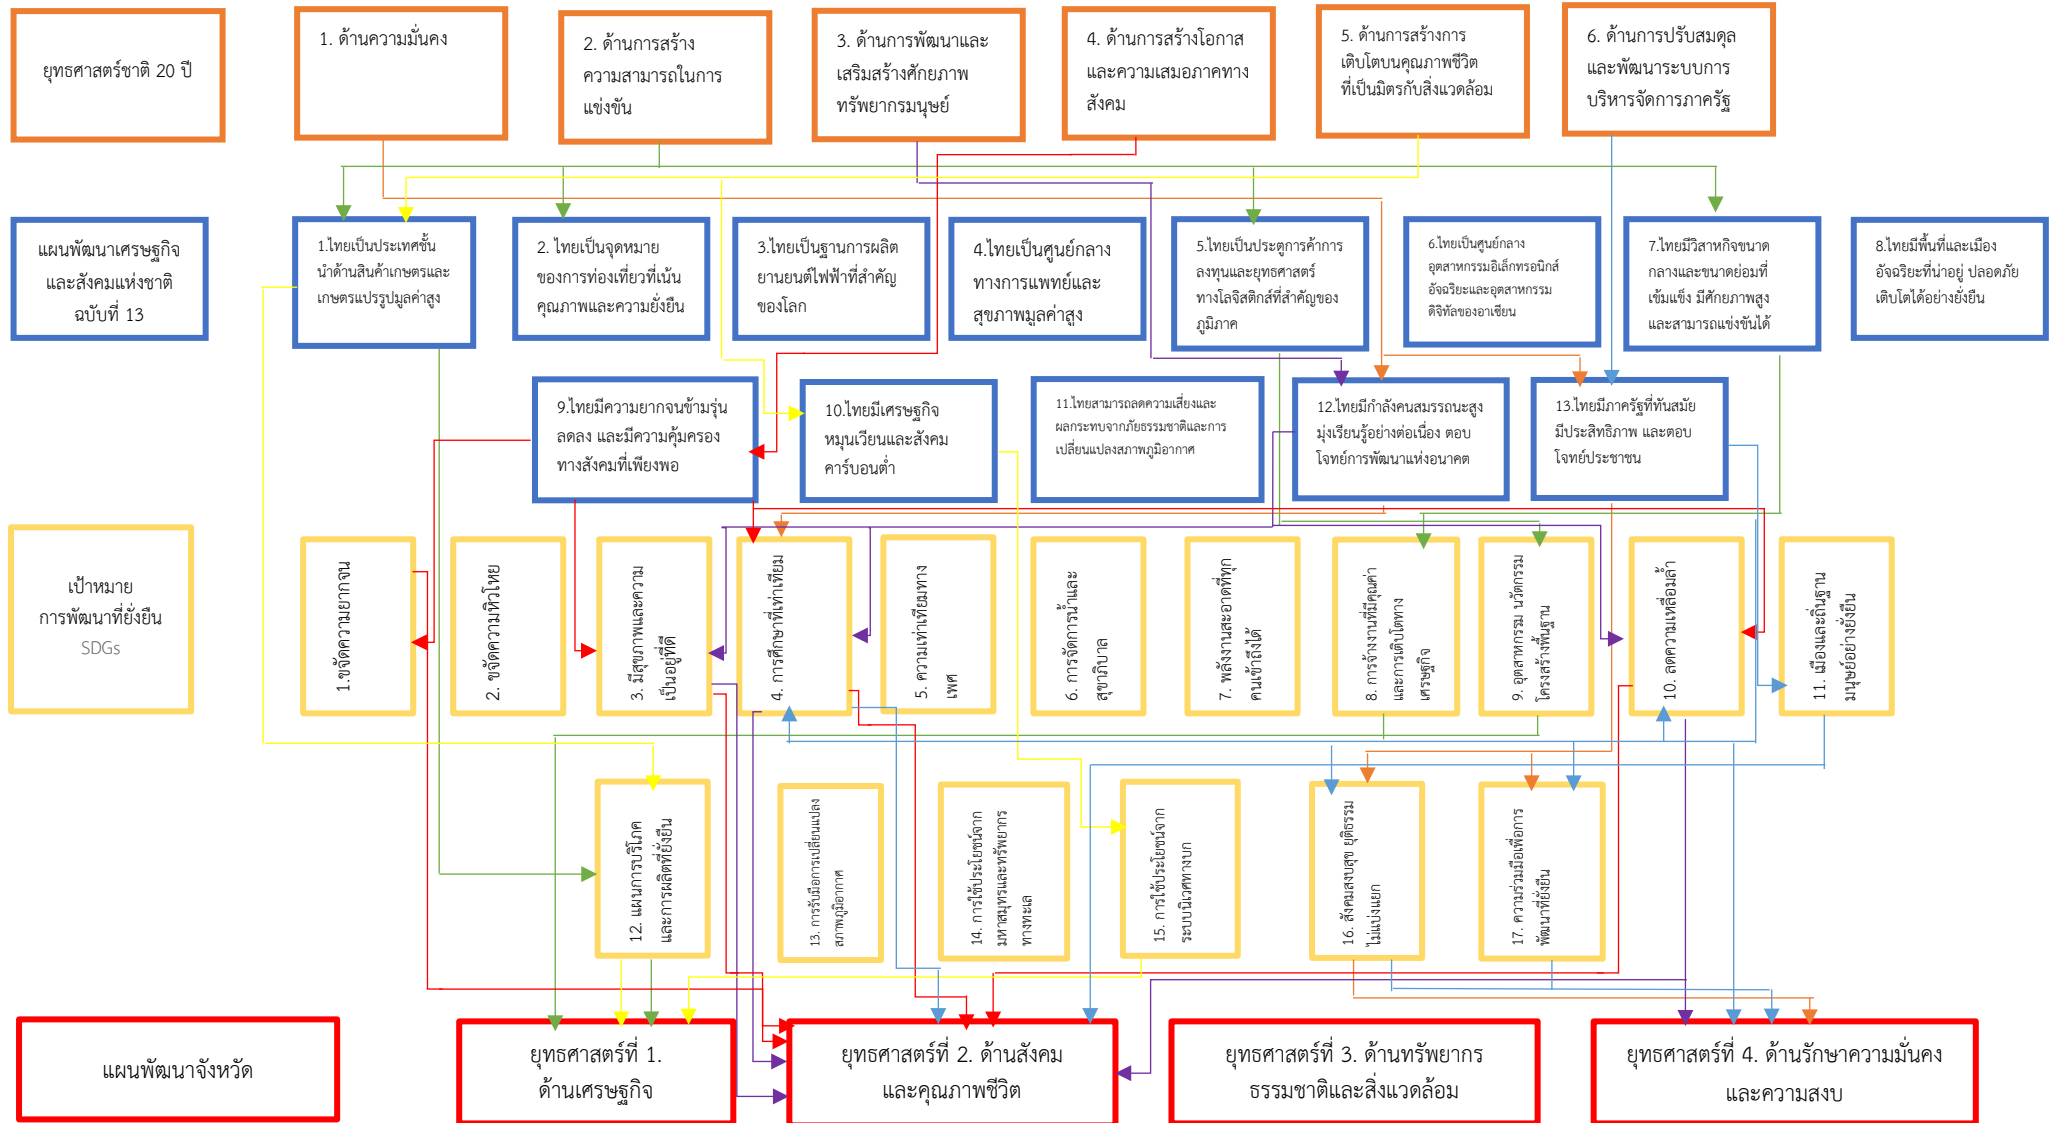 ยุทธศาสตร์ชาติ 20 ปี
1. ด้านความมั่นคง
2. ด้านการสร้าง
ความสามารถในการ
แข่งขัน
3. ด้านการพัฒนาและ
เสริมสร้างศักยภาพ
ทรัพยากรมนุษย์
4. ด้านการสร้างโอกาส
และความเสมอภาคทาง
สังคม
5. ด้านการสร้างการ
เติบโตบนคุณภาพชีวิต
ที่เป็นมิตรกับสิ่งแวดล้อม
6. ด้านการปรับสมดุล
และพัฒนาระบบการ
บริหารจัดการภาครัฐ
แผนพัฒนาเศรษฐกิจ
และสังคมแห่งชาติ
ฉบับที่ 13
1.ไทยเป็นประเทศชั้น
นำด้านสินค้าเกษตรและ
เกษตรแปรรูปมูลค่าสูง
2. ไทยเป็นจุดหมาย
ของการท่องเที่ยวที่เน้น
คุณภาพและความยั่งยืน
3.ไทยเป็นฐานการผลิต
ยานยนต์ไฟฟ้าที่สำคัญ
ของโลก
4.ไทยเป็นศูนย์กลาง
ทางการแพทย์และ
สุขภาพมูลค่าสูง
5.ไทยเป็นประตูการค้าการ
ลงทุนและยุทธศาสตร์
ทางโลจิสติกส์ที่สำคัญของ
ภูมิภาค
6.ไทยเป็นศูนย์กลาง
อุตสาหกรรมอิเล็กทรอนิกส์
อัจฉริยะและอุตสาหกรรม
ดิจิทัลของอาเซียน
7.ไทยมีวิสาหกิจขนาด
กลางและขนาดย่อมที่
เข้มแข็ง มีศักยภาพสูง
และสามารถแข่งขันได้
8.ไทยมีพื้นที่และเมือง
อัจฉริยะที่น่าอยู่ ปลอดภัย
เติบโตได้อย่างยั่งยืน
9.ไทยมีความยากจนข้ามรุ่น
ลดลง และมีความคุ้มครอง
ทางสังคมที่เพียงพอ
10.ไทยมีเศรษฐกิจ
หมุนเวียนและสังคม
คาร์บอนต่ำ
11.ไทยสามารถลดความเสี่ยงและ
ผลกระทบจากภัยธรรมชาติและการ
เปลี่ยนแปลงสภาพภูมิอากาศ
12.ไทยมีกำลังคนสมรรถนะสูง
มุ่งเรียนรู้อย่างต่อเนื่อง ตอบ
โจทย์การพัฒนาแห่งอนาคต
13.ไทยมีภาครัฐที่ทันสมัย
มีประสิทธิภาพ และตอบ
โจทย์ประชาชน
เป้าหมาย
การพัฒนาที่ยั่งยืน
SDGs
1.ขจัดความยากจน
2. ขจัดความหิวโหย
3. มีสุขภาพและความ
เป็นอยู่ที่ดี
4. การศึกษาที่เท่าเทียม
5. ความเท่าเทียมทาง
เพศ
6. การจัดการน้ำและ
สุขาภิบาล
7. พลังงานสะอาดที่ทุก
คนเข้าถึงได้
8. การจ้างงานที่มีคุณค่า
และการเติบโตทาง
เศรษฐกิจ
9. อุตสาหกรรม นวัตกรรม
โครงสร้างพื้นฐาน
10. ลดความเหลื่อมล้ำ
11. เมืองและถิ่นฐาน
มนุษย์อย่างยั่งยืน
12. แผนการบริโภค
และการผลิตที่ยั่งยืน
13. การรับมือการเปลี่ยนแปลง
สภาพภูมิอากาศ
14. การใช้ประโยชน์จาก
มหาสมุทรและทรัพยากร
ทางทะเล
15. การใช้ประโยชน์จาก
ระบบนิเวศทางบก
16. สังคมสงบสุข ยุติธรรม
ไม่แบ่งแยก
17. ความร่วมมือเพื่อการ
พัฒนาที่ยั่งยืน
แผนพัฒนาจังหวัด
ยุทธศาสตร์ที่ 1.
ด้านเศรษฐกิจ
ยุทธศาสตร์ที่ 2. ด้านสังคม
และคุณภาพชีวิต
ยุทธศาสตร์ที่ 3. ด้านทรัพยากร
ธรรมชาติและสิ่งแวดล้อม
ยุทธศาสตร์ที่ 4. ด้านรักษาความมั่นคง
และความสงบ